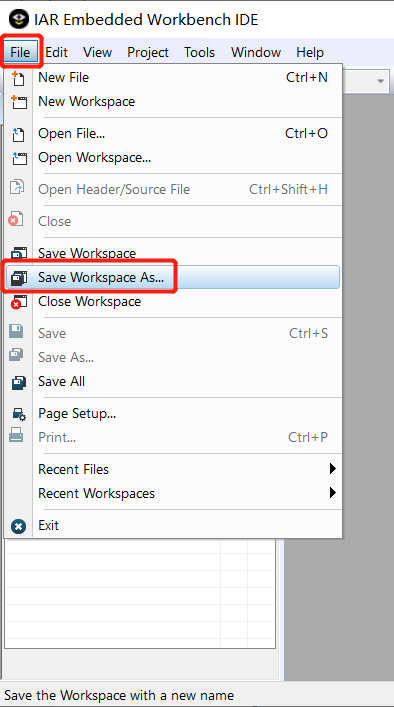 IAR Embedded Workbench IDE
File Edit View Project Tools Window Help
New File Ctrl+N
New Workspace
Open File... Ctrl+O
Open Workspace...
Open Header/Source File Ctrl+Shift+H
Close
Save Workspace
Save Workspace As...
Close Workspace
Save Ctrl+S
Save As...
Save All
Page Setup...
Print... Ctrl+P
Recent Files
Recent Workspaces
Exit
Save the Workspace with a new name